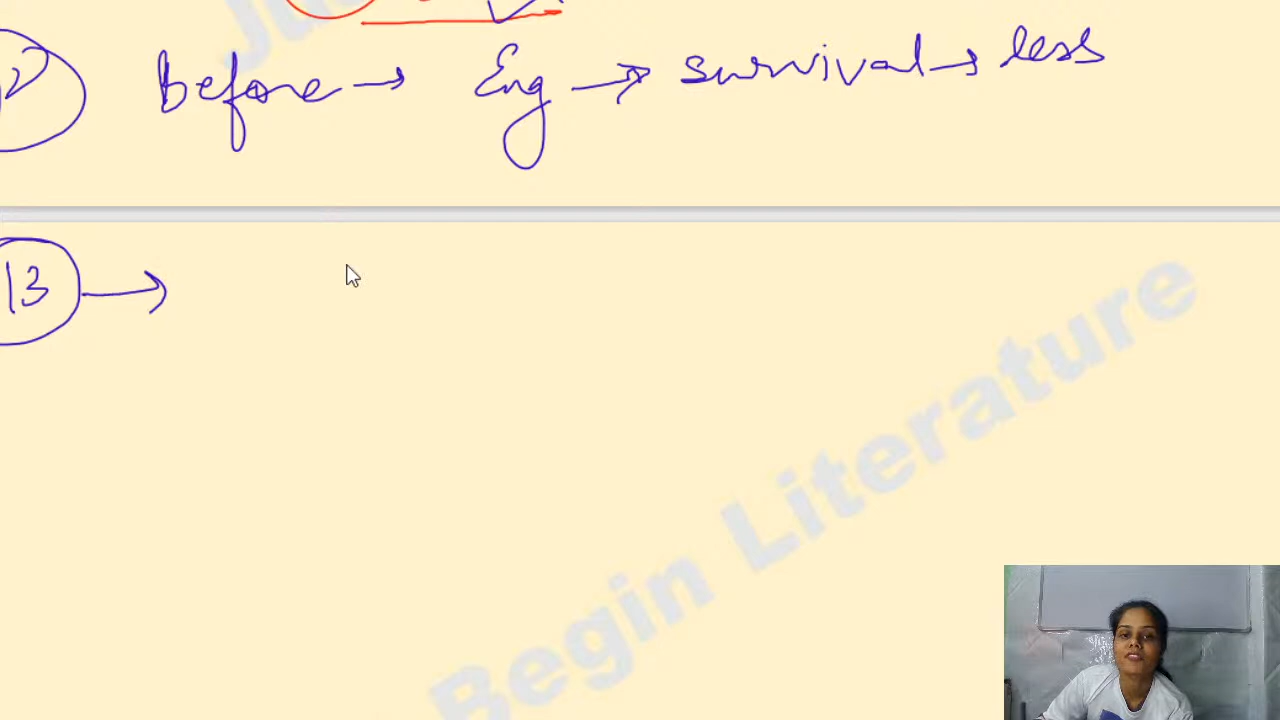 Before → Eng → survival → less
13 →
Begin Literature